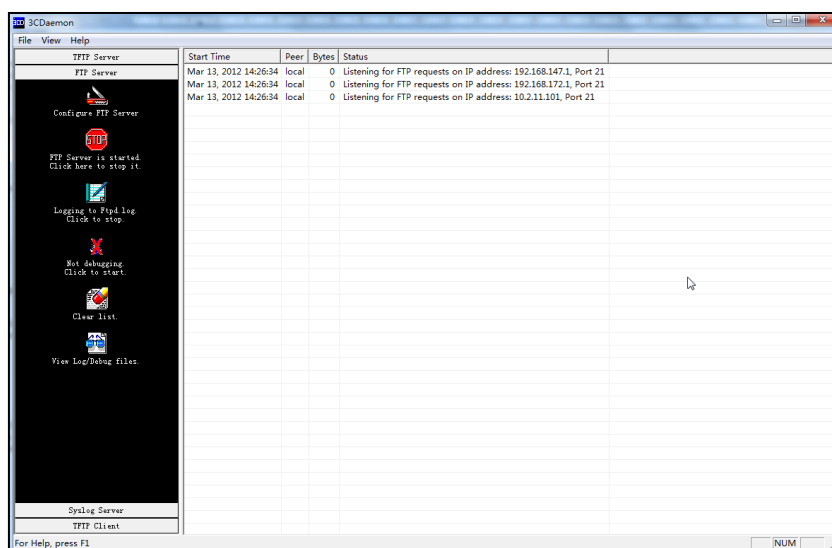 3CD 3CDaemon
File View Help
TFTP Server
FTP Server
Configure FTP Server
STOP
FTP Server is started.
Click here to stop it.
Logging to Ftpd.log.
Click to stop.
Not debugging.
Click to start.
Clear list.
View Log/Debug files.
Syslog Server
TFTP Client
Start Time Peer Bytes Status
Mar 13, 2012 14:26:34 local 0 Listening for FTP requests on IP address: 192.168.147.1, Port 21
Mar 13, 2012 14:26:34 local 0 Listening for FTP requests on IP address: 192.168.172.1, Port 21
Mar 13, 2012 14:26:34 local 0 Listening for FTP requests on IP address: 10.2.11.101, Port 21
For Help, press F1
NUM